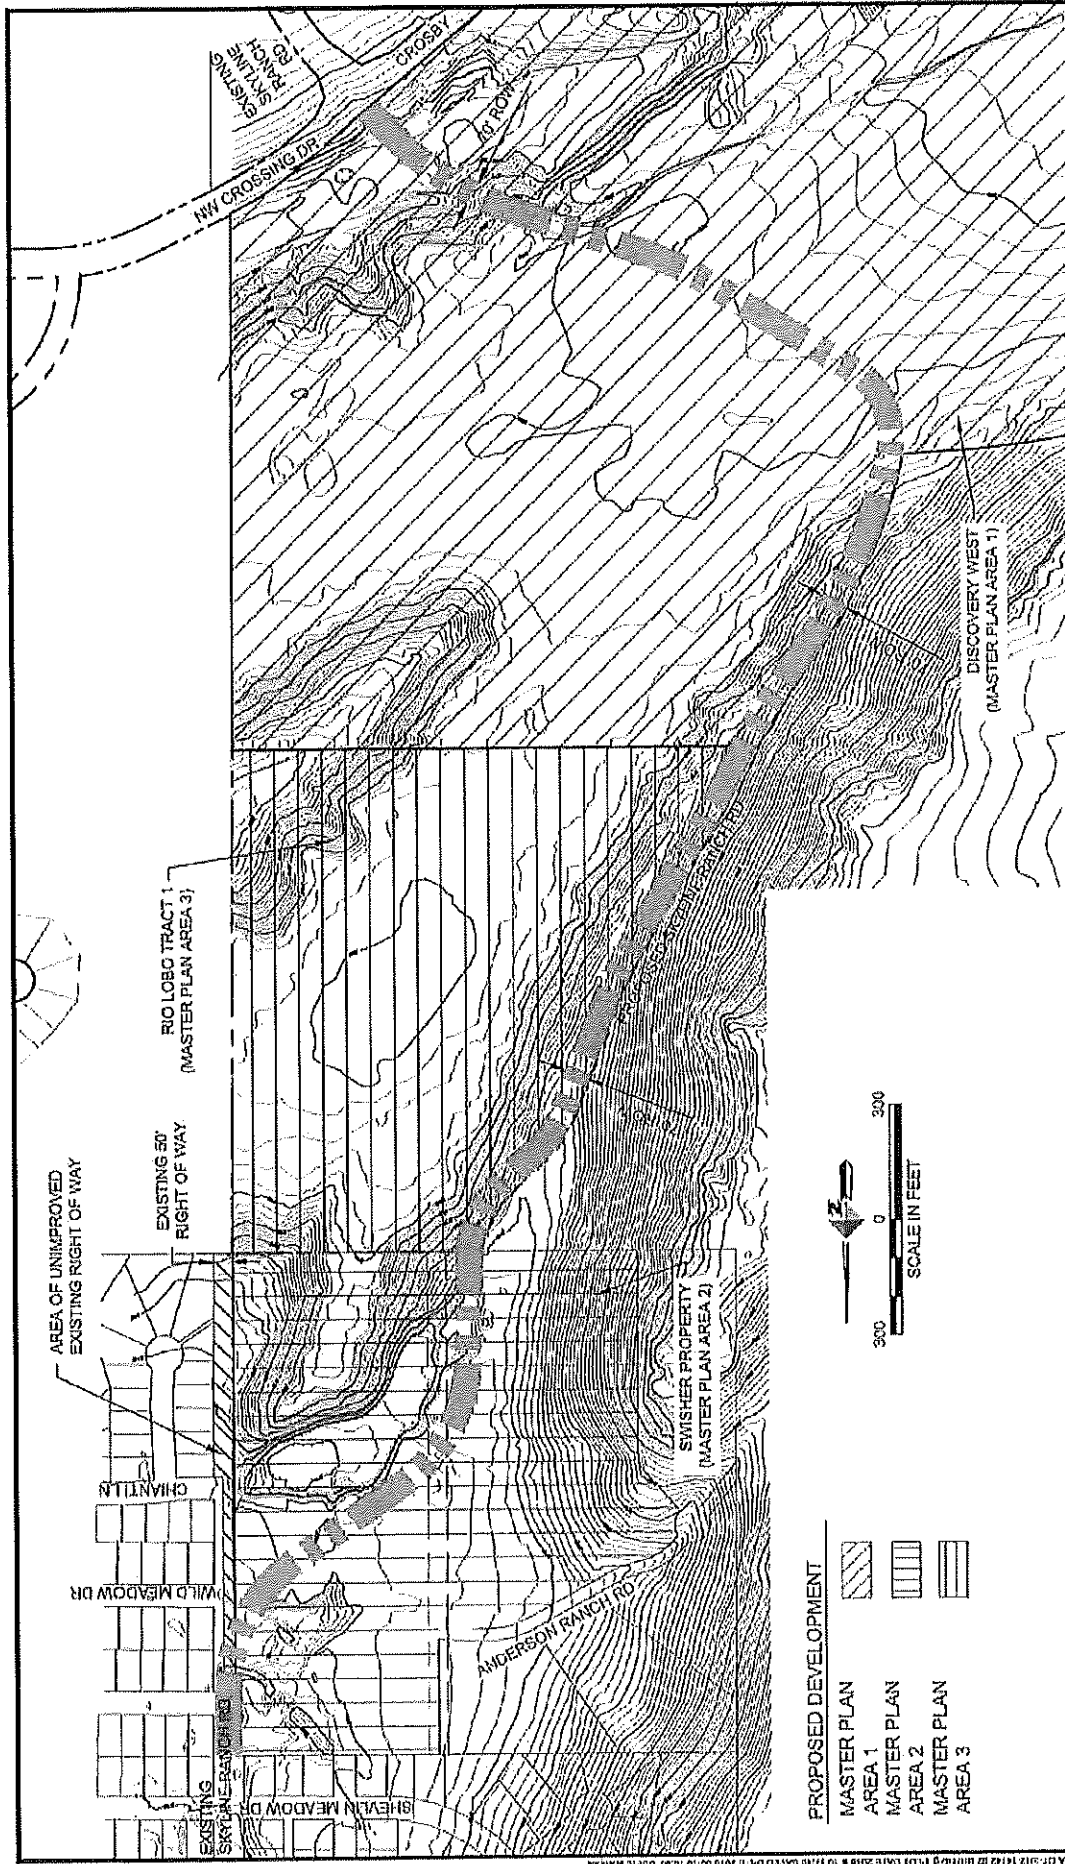 AREA OF UNIMPROVED
EXISTING RIGHT OF WAY
EXISTING 50'
RIGHT OF WAY
RIO LOBO TRACT 1
(MASTER PLAN AREA 3)
NW CROSSING DR
EXISTING
SKYLINE
RANCH
RD
CROSBY
EXISTING
SKYLINE RANCH RD
SHEVLIN MEADOW DR
WILD MEADOW DR
CHIANTI LN
ANDERSON RANCH RD
SWISHER PROPERTY
(MASTER PLAN AREA 2)
DISCOVERY WEST
(MASTER PLAN AREA 1)
PROPOSED SKYLINE RANCH RD
300
0
300
SCALE IN FEET
Z
PROPOSED DEVELOPMENT
MASTER PLAN
AREA 1
MASTER PLAN
AREA 2
MASTER PLAN
AREA 3